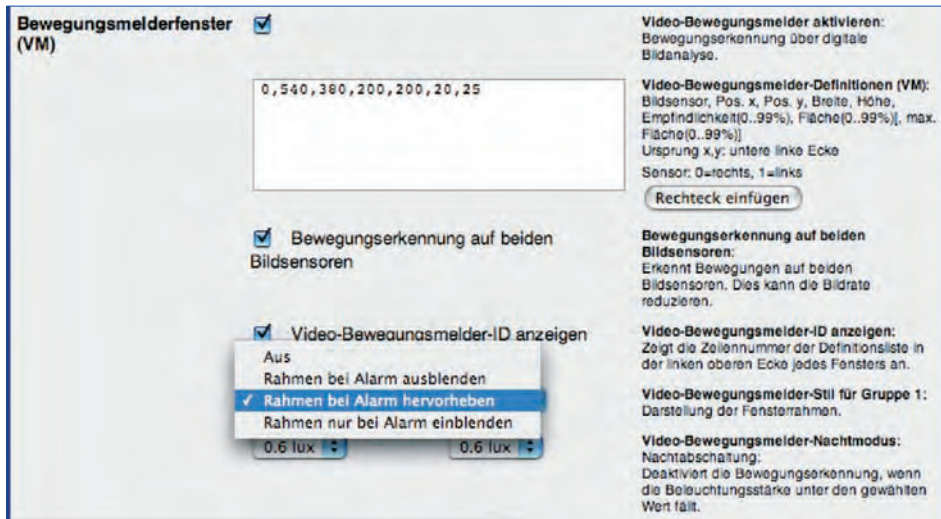 Bewegungsmelderfenster
(VM)
Video-Bewegungsmelder aktivieren:
Bewegungserkennung über digitale
Bildanalyse.
0,540,380,200,200,20,25
Video-Bewegungsmelder-Definitionen (VM):
Bildsensor, Pos. x, Pos. y, Breite, Höhe,
Empfindlichkeit(0..99%), Fläche(0..99%)[, max.
Fläche(0..99%)]
Ursprung x,y: untere linke Ecke
Sensor: 0=rechts, 1=links
Rechteck einfügen
Bewegungserkennung auf beiden
Bildsensoren
Bewegungserkennung auf beiden
Bildsensoren:
Erkennt Bewegungen auf beiden
Bildsensoren. Dies kann die Bildrate
reduzieren.
Video-Bewegungsmelder-ID anzeigen
Video-Bewegungsmelder-ID anzeigen:
Zeigt die Zeilennummer der Definitionsliste in
der linken oberen Ecke jedes Fensters an.
Aus
Rahmen bei Alarm ausblenden
✓ Rahmen bei Alarm hervorheben
Rahmen nur bei Alarm einblenden
Video-Bewegungsmelder-Stil für Gruppe 1:
Darstellung der Fensterrahmen.
0.6 lux 0.6 lux
Video-Bewegungsmelder-Nachtmodus:
Nachtabschaltung:
Deaktiviert die Bewegungserkennung, wenn
die Beleuchtungsstärke unter den gewählten
Wert fällt.